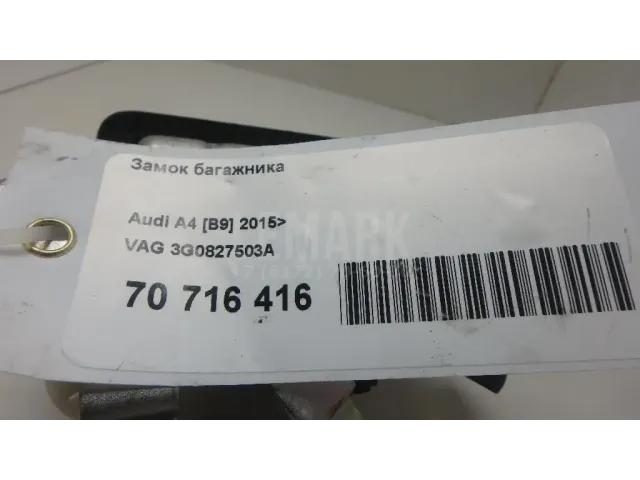 Замок багажника
Audi A4 [B9] 2015>
VAG 3G0827503A
70 716 416